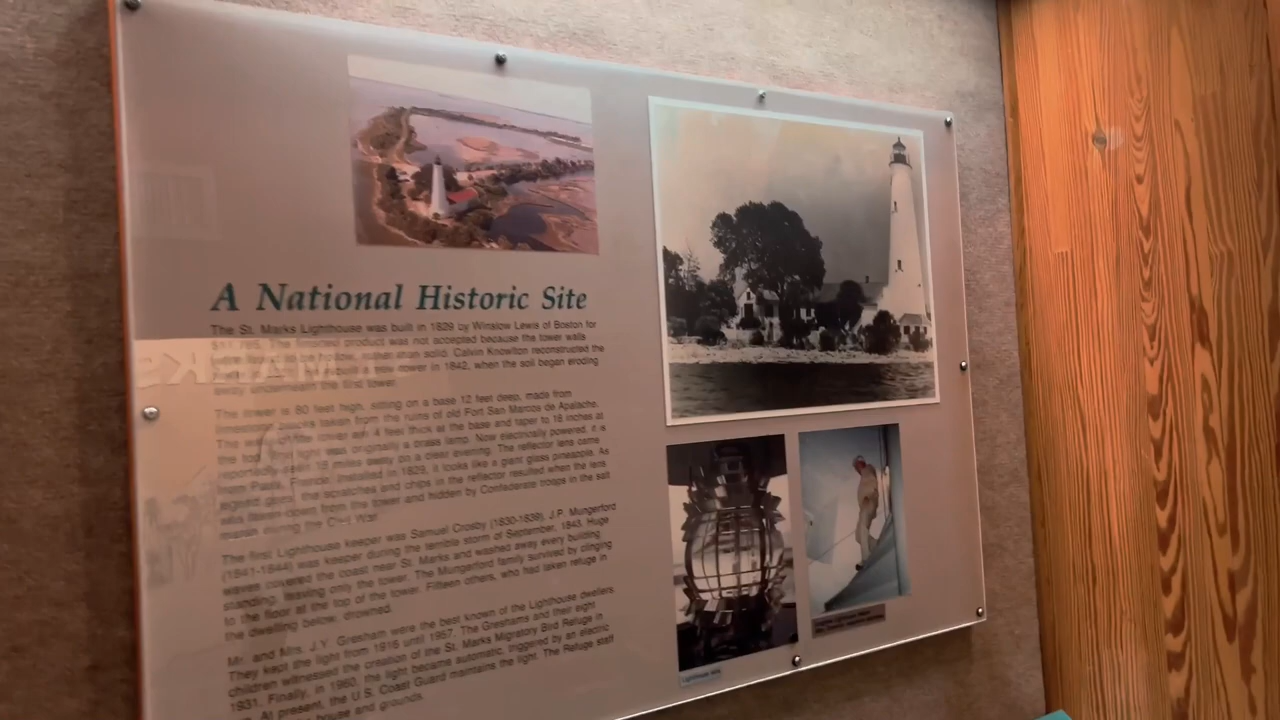 A National Historic Site
The St. Marks Lighthouse was built in 1829 by Winslow Lewis of Boston for
The finished product was not accepted because the tower walls
were found to be hollow, rather than solid. Calvin Knowlton reconstructed the
tower in 1842, when the soil began eroding
away underneath the first tower.
The tower is 80 feet high, sitting on a base 12 feet deep, made from
limestone blocks taken from the ruins of old Fort San Marcos de Apalache.
The walls of the tower are 4 feet thick at the base and taper to 18 inches at
the top. The light was originally a brass lamp. Now electrically powered, it is
reportedly seen 15 miles away on a clear evening. The reflector lens came
from Paris, France. Installed in 1829, it looks like a giant glass pineapple. As
legend goes, the scratches and chips in the reflector resulted when the lens
was taken down from the tower and hidden by Confederate troops in the salt
marsh during the Civil War.
The first Lighthouse keeper was Samuel Crosby (1830-1839). J.P. Mungerford
(1841-1844) was keeper during the terrible storm of September, 1843. Huge
waves covered the coast near St. Marks and washed away every building
standing, leaving only the tower. The Mungerford family survived by clinging
to the floor at the top of the tower. Fifteen others, who had taken refuge in
the dwelling below, drowned.
Mr. and Mrs. J.Y. Gresham were the best known of the Lighthouse dwellers.
They kept the light from 1918 until 1957. The Greshams and their eight
children witnessed the creation of the St. Marks Migratory Bird Refuge in
1931. Finally, in 1960, the light became automatic, triggered by an electric
At present, the U.S. Coast Guard maintains the light. The Refuge staff
house and grounds.
Lighthouse lens